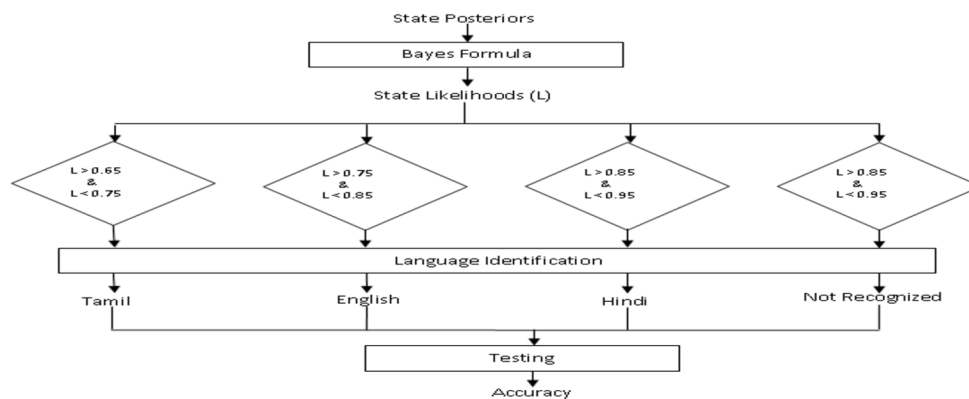 State Posteriors
Bayes Formula
State Likelihoods (L)
L > 0.65
&
L < 0.75
L > 0.75
&
L < 0.85
L > 0.85
&
L < 0.95
L > 0.85
&
L < 0.95
Language Identification
Tamil
English
Hindi
Not Recognized
Testing
Accuracy